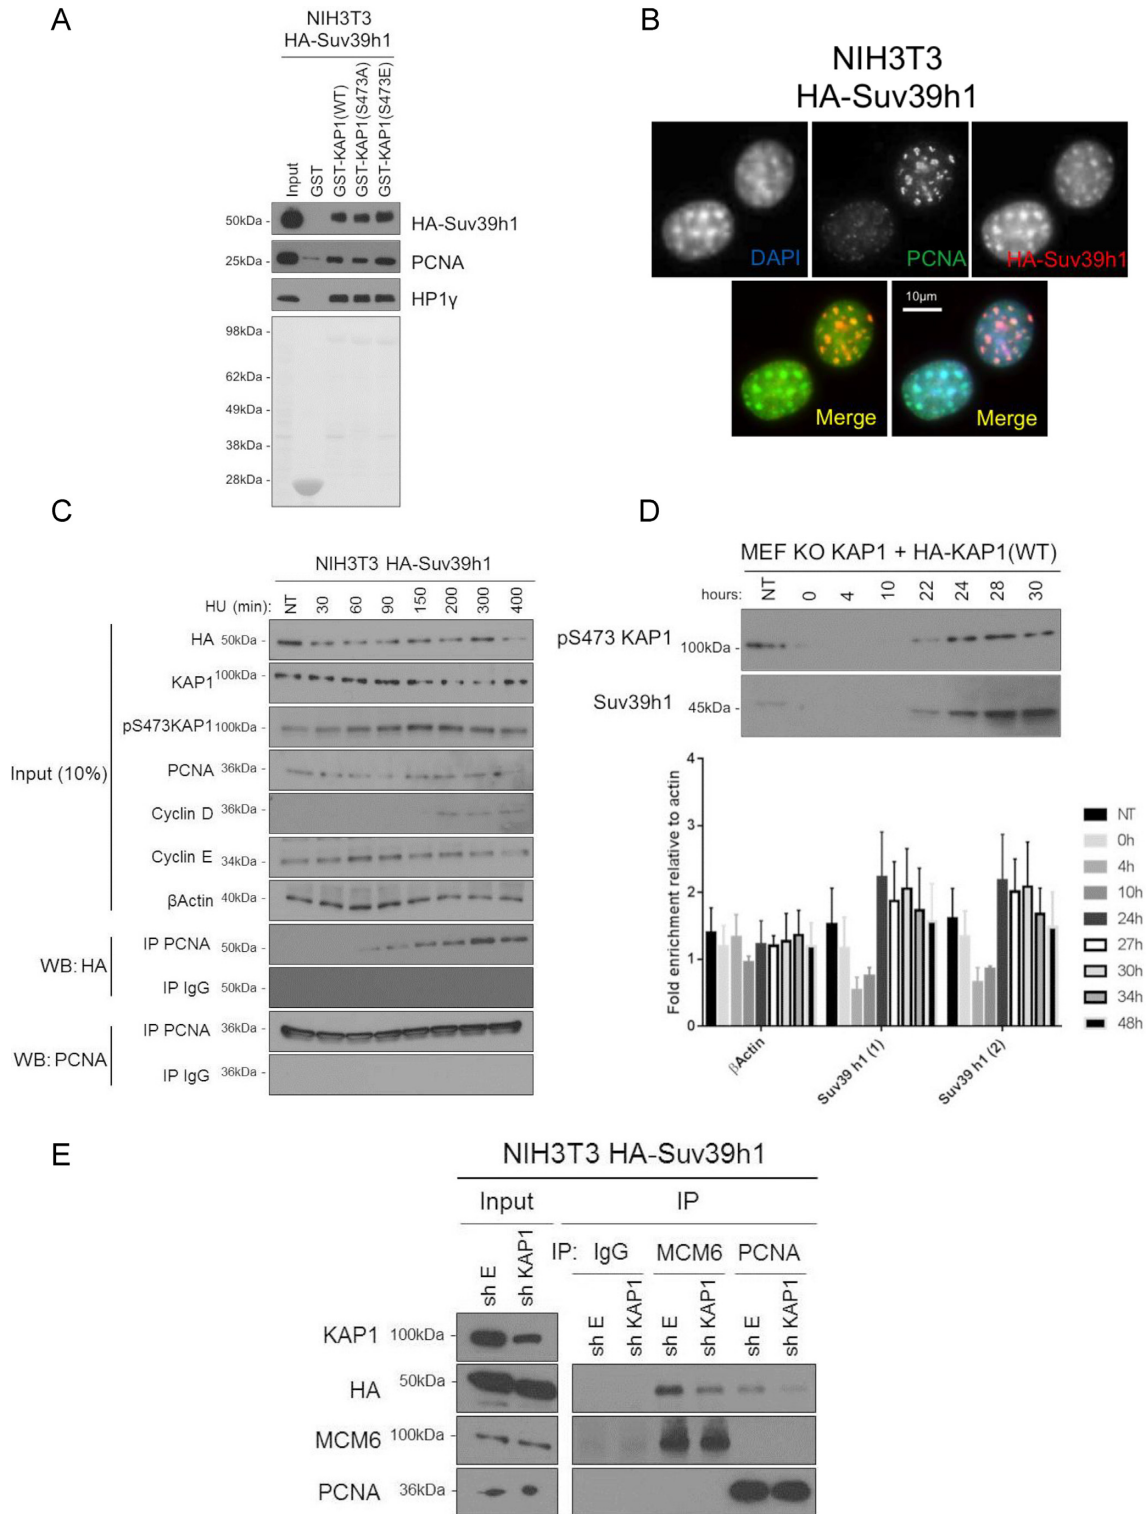 A
NIH3T3
HA-Suv39h1
Input
GST
GST-KAP1(WT)
GST-KAP1(S473A)
GST-KAP1(S473E)
50kDa -
HA-Suv39h1
25kDa -
PCNA
HP1γ
98kDa -
62kDa -
49kDa -
38kDa -
28kDa -
B
NIH3T3
HA-Suv39h1
DAPI
PCNA
HA-Suv39h1
Merge
10µm
Merge
C
NIH3T3 HA-Suv39h1
HU (min): NT 30 60 90 150 200 300 400
Input (10%)
HA 50kDa -
KAP1 100kDa -
pS473KAP1 100kDa -
PCNA 36kDa -
Cyclin D 36kDa -
Cyclin E 34kDa -
βActin 40kDa -
WB: HA
IP PCNA 50kDa -
IP IgG 50kDa -
WB: PCNA
IP PCNA 36kDa -
IP IgG 36kDa -
D
MEF KO KAP1 + HA-KAP1(WT)
hours: NT 0 4 10 22 24 28 30
pS473 KAP1 100kDa -
Suv39h1 45kDa -
Fold enrichment relative to actin
4
3
2
1
0
βActin
Suv39 h1 (1)
Suv39 h1 (2)
NT
0h
4h
10h
24h
27h
30h
34h
48h
E
NIH3T3 HA-Suv39h1
Input IP
IP: IgG MCM6 PCNA
sh E sh KAP1
sh E sh KAP1 sh E sh KAP1 sh E sh KAP1
KAP1 100kDa -
HA 50kDa -
MCM6 100kDa -
PCNA 36kDa -